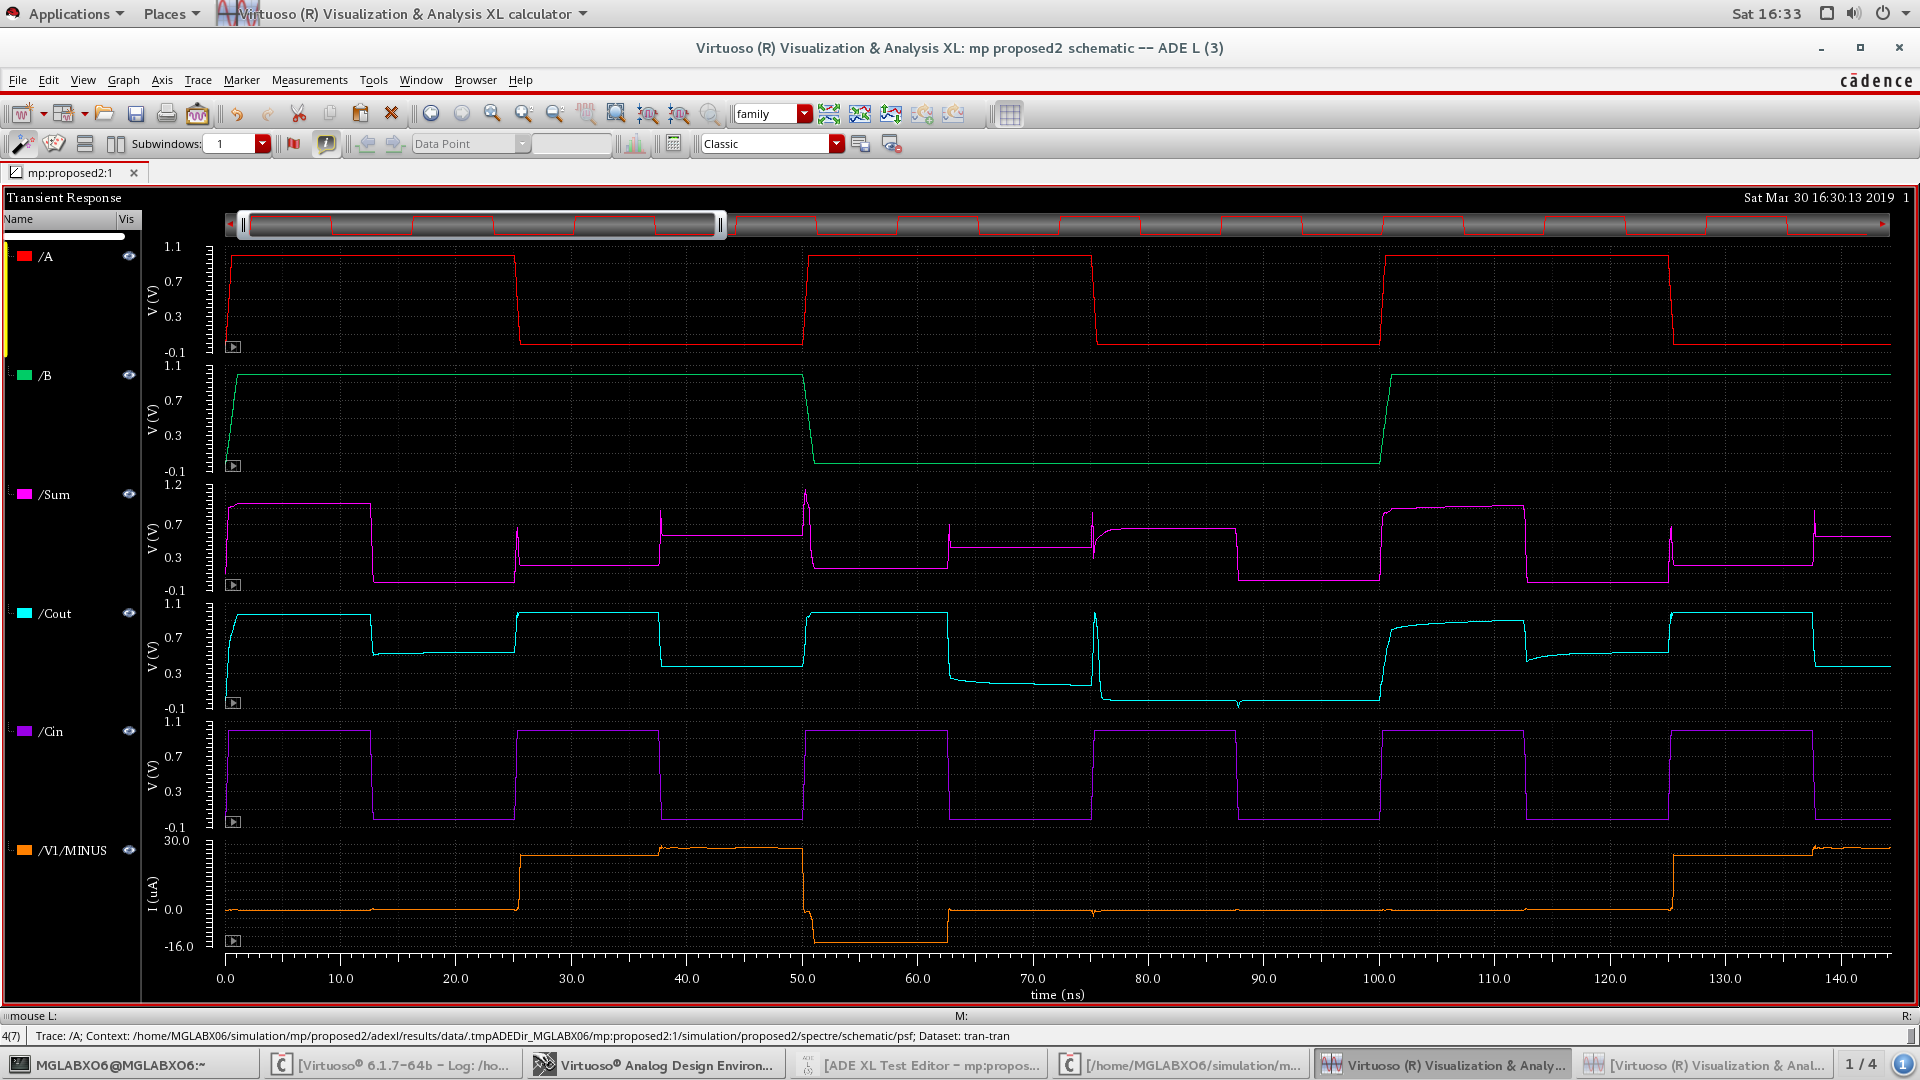 Applications Places Virtuoso (R) Visualization & Analysis XL calculator Sat 16:33
Virtuoso (R) Visualization & Analysis XL: mp proposed2 schematic -- ADE L (3)
File Edit View Graph Axis Trace Marker Measurements Tools Window Browser Help cādence
family
Subwindows: 1 Data Point Classic
mp:proposed2:1
Transient Response Sat Mar 30 16:30:13 2019 1
Name Vis
/A
1.1
0.7
0.3
-0.1
V (V)
/B
1.1
0.7
0.3
-0.1
V (V)
/Sum
1.2
0.7
0.3
-0.1
V (V)
/Cout
1.1
0.7
0.3
-0.1
V (V)
/Cin
1.1
0.7
0.3
-0.1
V (V)
/V1/MINUS
30.0
0.0
-16.0
I (uA)
0.0 10.0 20.0 30.0 40.0 50.0 60.0 70.0 80.0 90.0 100.0 110.0 120.0 130.0 140.0
time (ns)
mouse L: M: R:
4(7) Trace: /A; Context: /home/MGLABX06/simulation/mp/proposed2/adexl/results/data/.tmpADEDir_MGLABX06/mp:proposed2:1/simulation/proposed2/spectre/schematic/psf; Dataset: tran-tran
MGLABXO6@MGLABXO6:~ [Virtuoso® 6.1.7-64b - Log: /ho... Virtuoso® Analog Design Environ... [ADE XL Test Editor - mp:propos... [/home/MGLABXO6/simulation/m... Virtuoso (R) Visualization & Analy... [Virtuoso (R) Visualization & Anal... 1 / 4 1